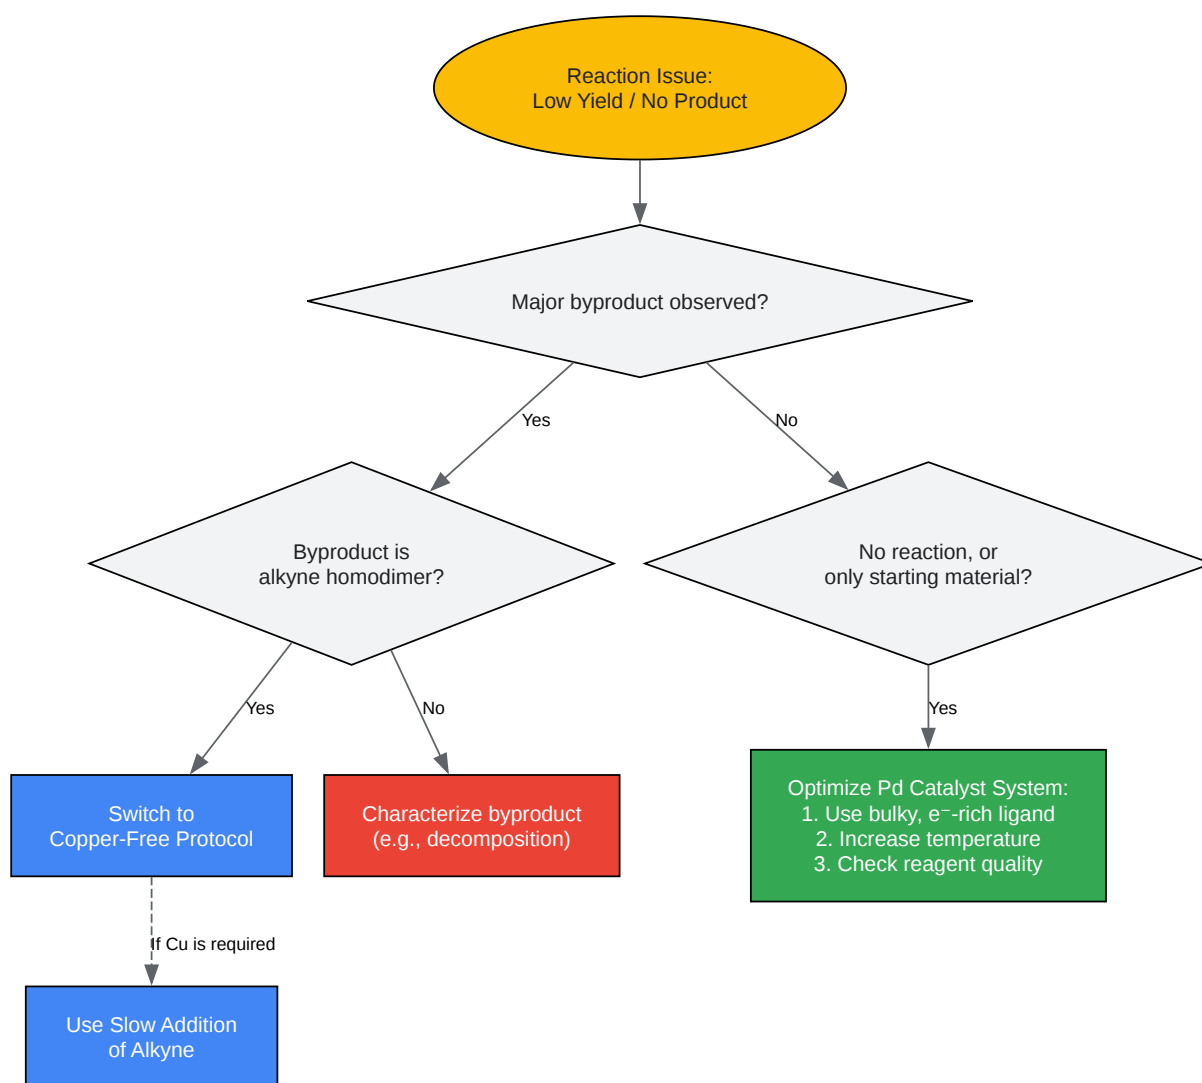 Reaction Issue:
Low Yield / No Product
Major byproduct observed?
Yes
No
Byproduct is
alkyne homodimer?
No reaction, or
only starting material?
Yes
No
Yes
Switch to
Copper-Free Protocol
Characterize byproduct
(e.g., decomposition)
Optimize Pd Catalyst System:
1. Use bulky, e⁻-rich ligand
2. Increase temperature
3. Check reagent quality
If Cu is required
Use Slow Addition
of Alkyne